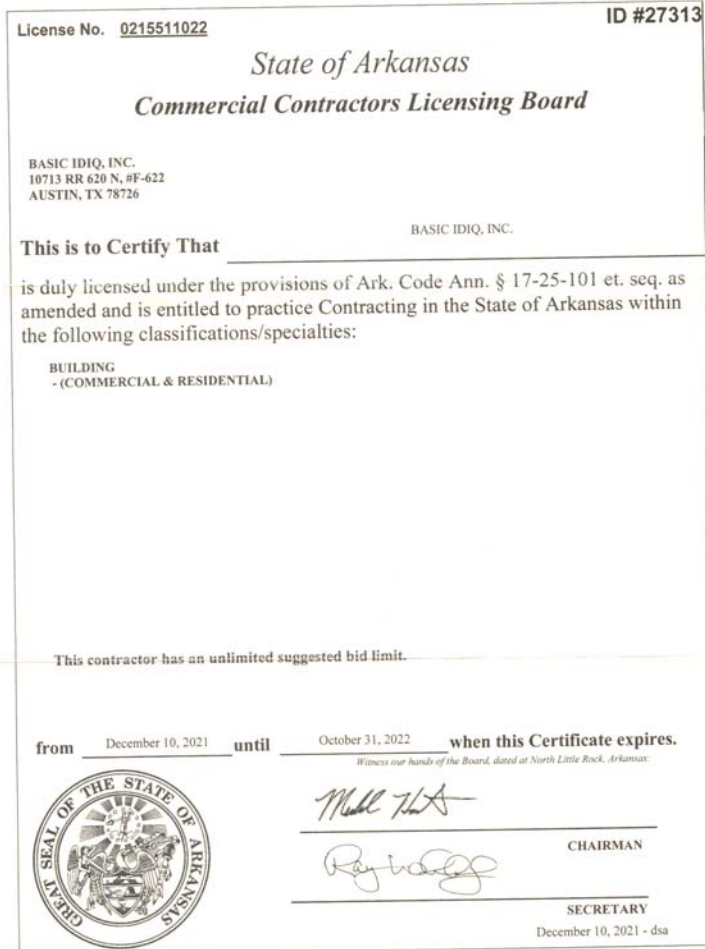 License No. 0215511022
ID #27313
State of Arkansas
Commercial Contractors Licensing Board
BASIC IDIQ, INC.
10713 RR 620 N, #F-622
AUSTIN, TX 78726
This is to Certify That BASIC IDIQ, INC.
is duly licensed under the provisions of Ark. Code Ann. § 17-25-101 et. seq. as
amended and is entitled to practice Contracting in the State of Arkansas within
the following classifications/specialties:
BUILDING
- (COMMERCIAL & RESIDENTIAL)
This contractor has an unlimited suggested bid limit.
from December 10, 2021 until October 31, 2022 when this Certificate expires.
Witness our hands of the Board, dated at North Little Rock, Arkansas:
CHAIRMAN
SECRETARY
December 10, 2021 - dsa
GREAT SEAL OF THE STATE OF ARKANSAS